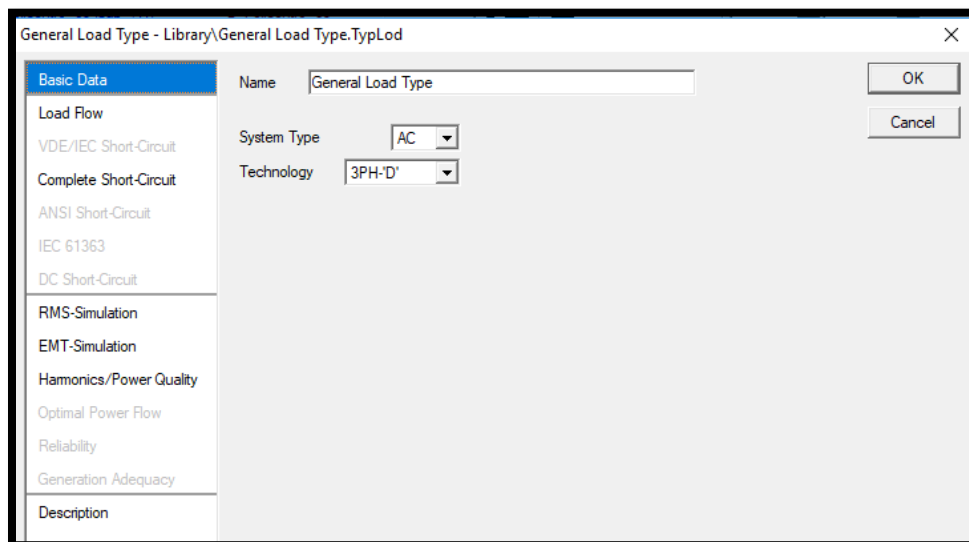 General Load Type - Library\General Load Type.TypLod
Basic Data
Load Flow
VDE/IEC Short-Circuit
Complete Short-Circuit
ANSI Short-Circuit
IEC 61363
DC Short-Circuit
RMS-Simulation
EMT-Simulation
Harmonics/Power Quality
Optimal Power Flow
Reliability
Generation Adequacy
Description
Name General Load Type
System Type AC
Technology 3PH-'D'
OK
Cancel